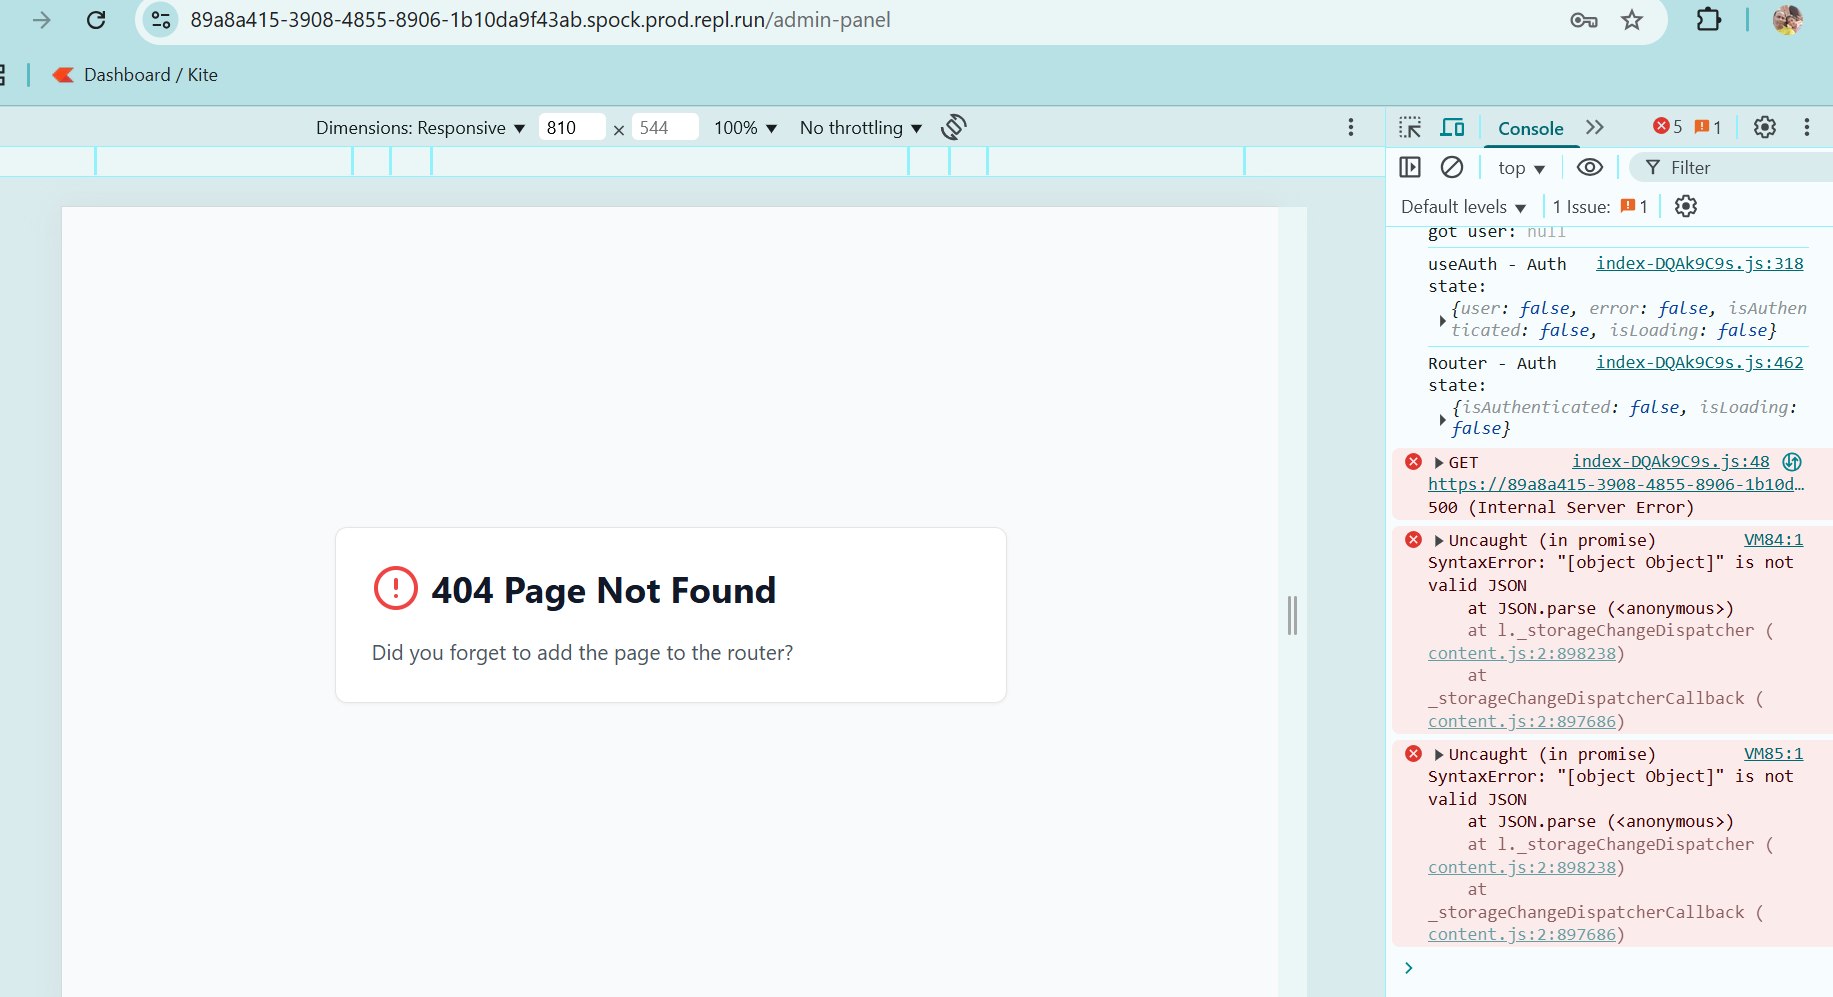 89a8a415-3908-4855-8906-1b10da9f43ab.spock.prod.repl.run/admin-panel
Dashboard / Kite
Dimensions: Responsive ▼ 810 × 544 100% ▼ No throttling ▼
Console 5 1
top ▼ Filter
Default levels ▼ 1 Issue: 1
got user: null
useAuth - Auth index-DQAk9C9s.js:318
state:
{user: false, error: false, isAuthen
ticated: false, isLoading: false}
Router - Auth index-DQAk9C9s.js:462
state:
{isAuthenticated: false, isLoading:
false}
GET index-DQAk9C9s.js:48
https://89a8a415-3908-4855-8906-1b10d…
500 (Internal Server Error)
Uncaught (in promise) VM84:1
SyntaxError: "[object Object]" is not
valid JSON
at JSON.parse (<anonymous>)
at l._storageChangeDispatcher (
content.js:2:898238)
at
_storageChangeDispatcherCallback (
content.js:2:897686)
Uncaught (in promise) VM85:1
SyntaxError: "[object Object]" is not
valid JSON
at JSON.parse (<anonymous>)
at l._storageChangeDispatcher (
content.js:2:898238)
at
_storageChangeDispatcherCallback (
content.js:2:897686)
404 Page Not Found
Did you forget to add the page to the router?